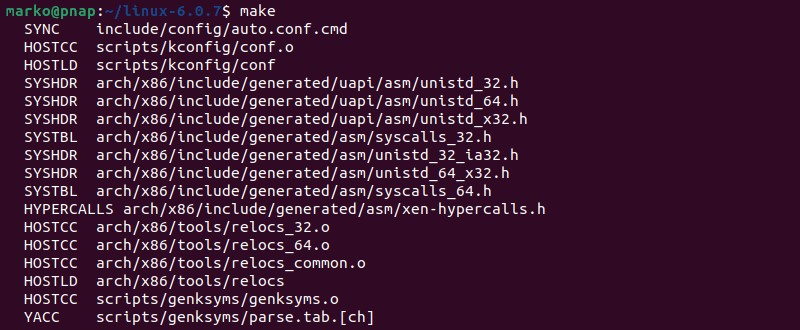 marko@pnap:~/linux-6.0.7$ make
SYNC    include/config/auto.conf.cmd
HOSTCC  scripts/kconfig/conf.o
HOSTLD  scripts/kconfig/conf
SYSHDR  arch/x86/include/generated/uapi/asm/unistd_32.h
SYSHDR  arch/x86/include/generated/uapi/asm/unistd_64.h
SYSHDR  arch/x86/include/generated/uapi/asm/unistd_x32.h
SYSTBL  arch/x86/include/generated/asm/syscalls_32.h
SYSHDR  arch/x86/include/generated/asm/unistd_32_ia32.h
SYSHDR  arch/x86/include/generated/asm/unistd_64_x32.h
SYSTBL  arch/x86/include/generated/asm/syscalls_64.h
HYPERCALLS arch/x86/include/generated/asm/xen-hypercalls.h
HOSTCC  arch/x86/tools/relocs_32.o
HOSTCC  arch/x86/tools/relocs_64.o
HOSTCC  arch/x86/tools/relocs_common.o
HOSTLD  arch/x86/tools/relocs
HOSTCC  scripts/genksyms/genksyms.o
YACC    scripts/genksyms/parse.tab.[ch]